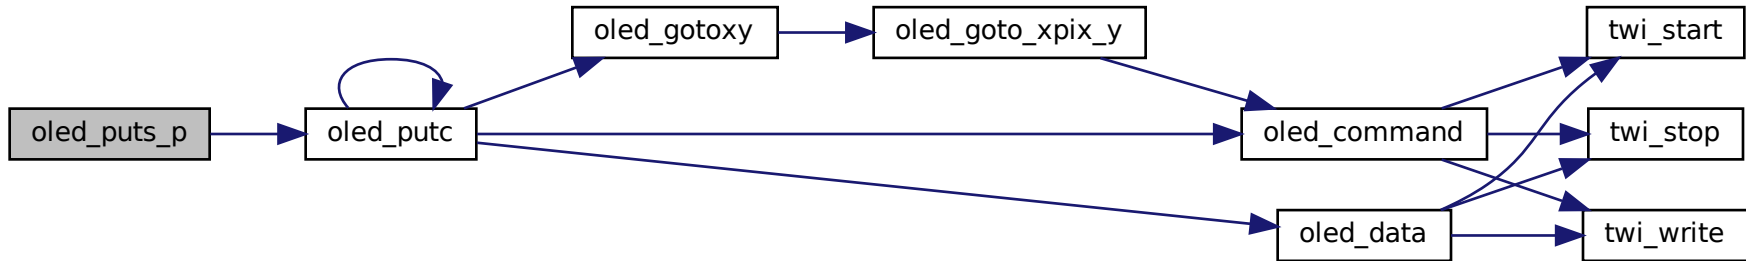 oled_puts_p
oled_putc
oled_gotoxy
oled_goto_xpix_y
oled_command
oled_data
twi_start
twi_stop
twi_write